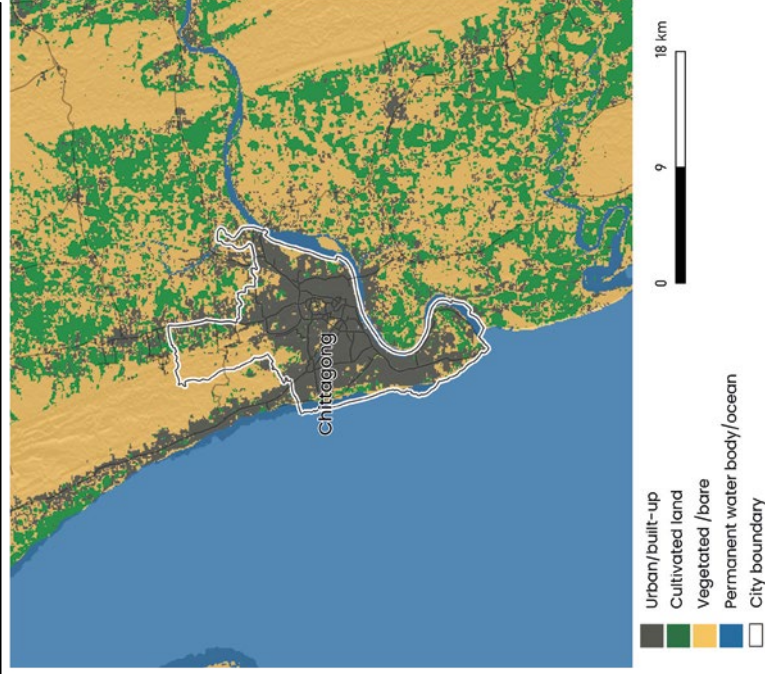 Chittagong
Urban/built-up
Cultivated land
Vegetated /bare
Permanent water body/ocean
City boundary
0 9 18 km